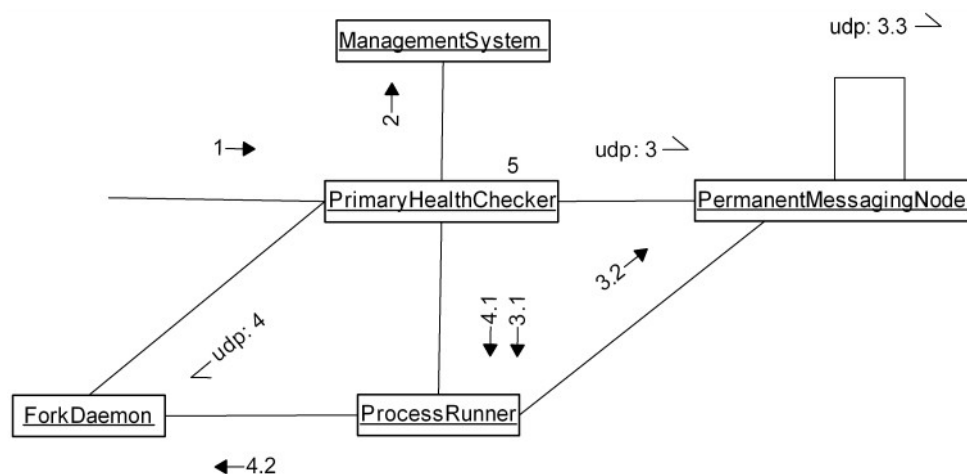 udp: 3.3
ManagementSystem
2
1
5
udp: 3
PrimaryHealthChecker
PermanentMessagingNode
3.2
4.1
3.1
udp: 4
ForkDaemon
ProcessRunner
4.2